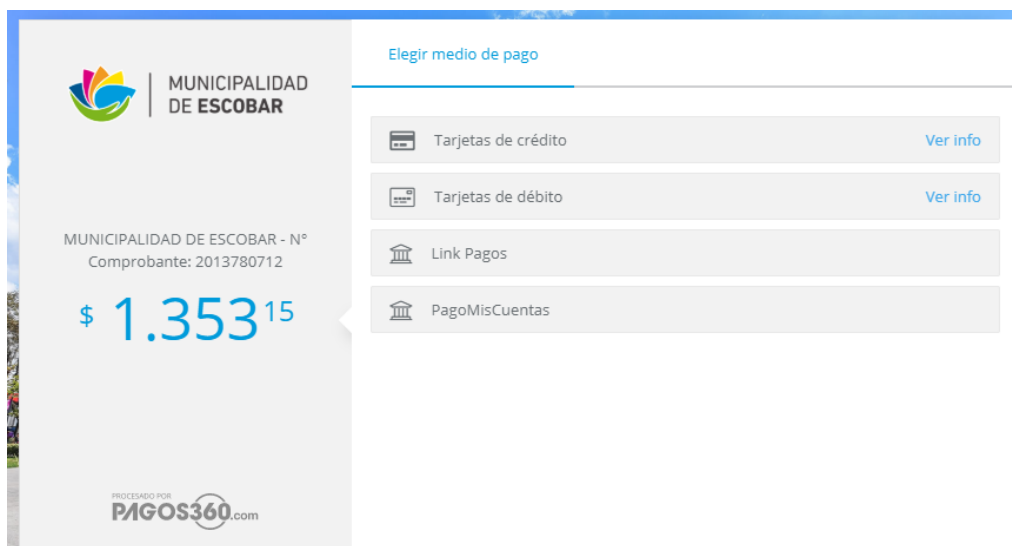 MUNICIPALIDAD
DE ESCOBAR
MUNICIPALIDAD DE ESCOBAR - N°
Comprobante: 2013780712
$ 1.353 15
PROCESADO POR
PAGOS360.com
Elegir medio de pago
Tarjetas de crédito Ver info
Tarjetas de débito Ver info
Link Pagos
PagoMisCuentas